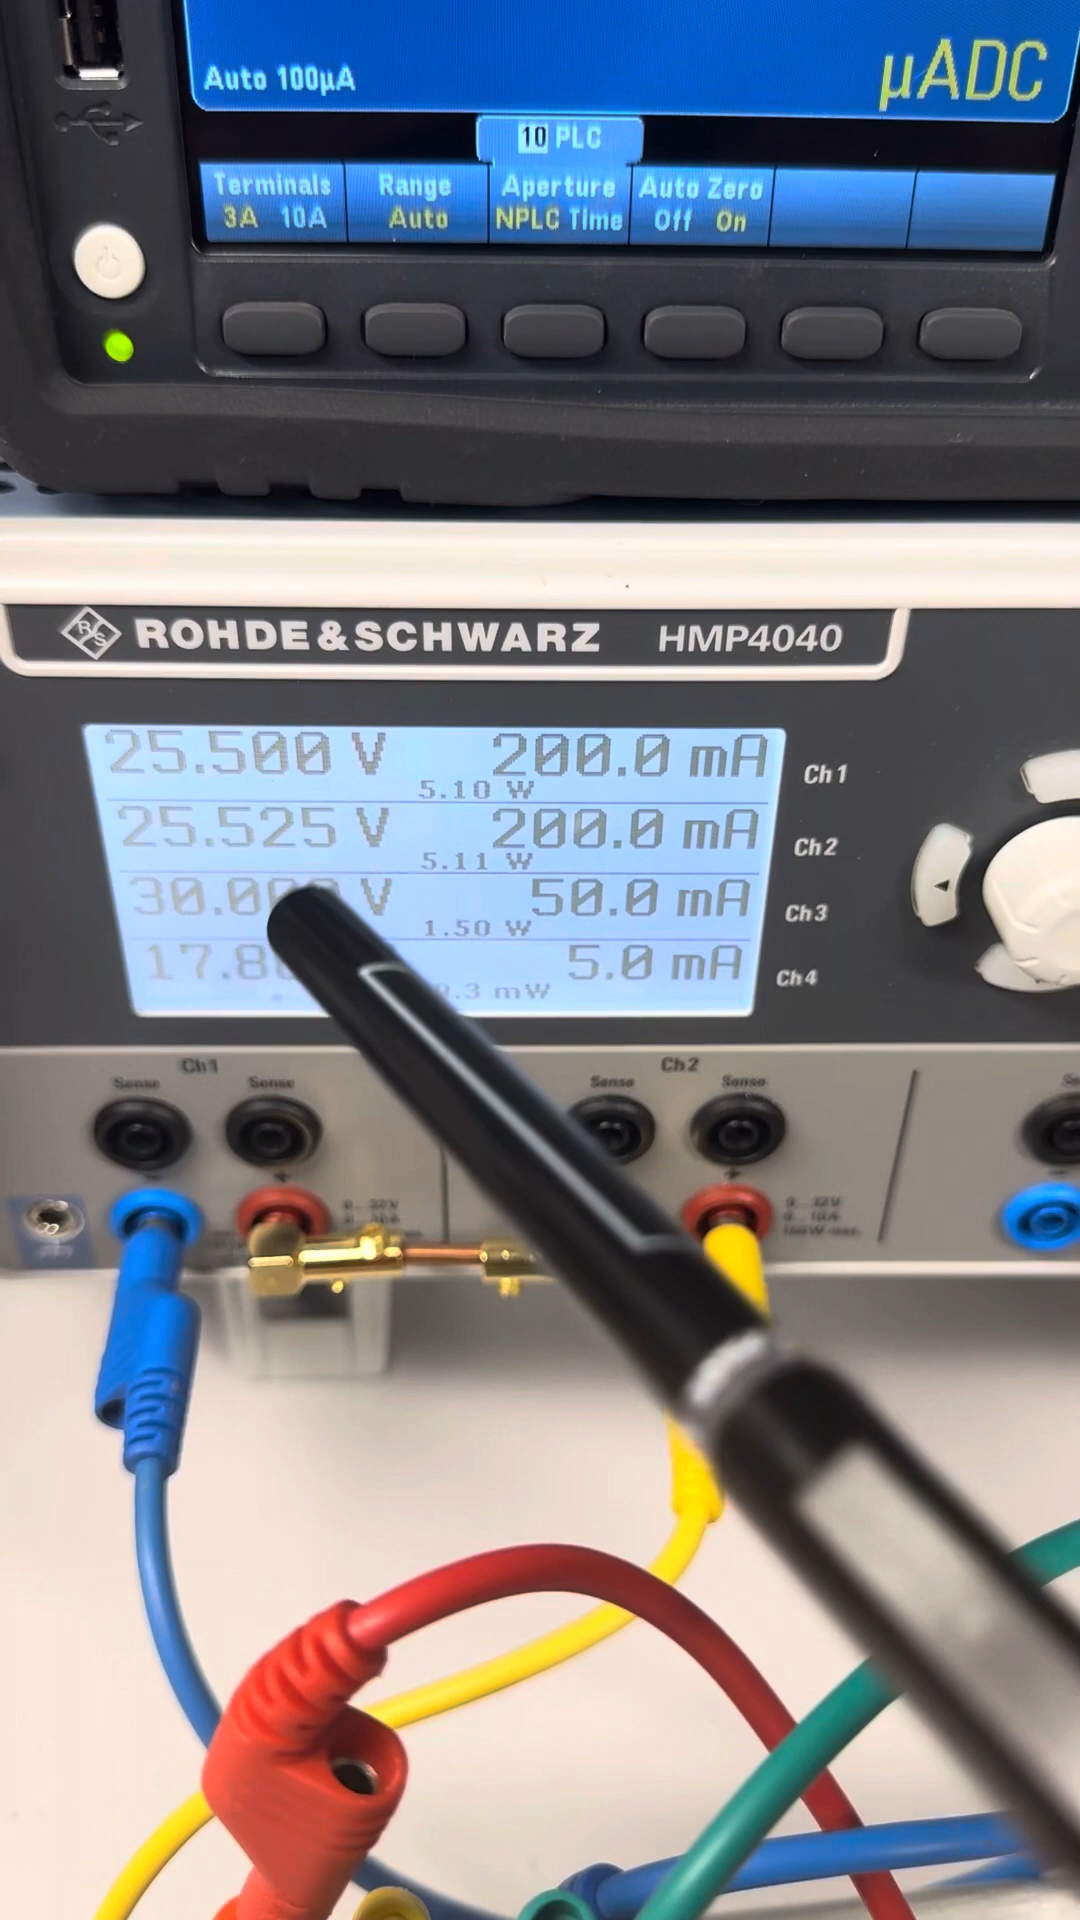 µADC
Auto 100µA
10 PLC
Terminals Range Aperture Auto Zero
3A 10A Auto NPLC Time Off On
R/S ROHDE&SCHWARZ HMP4040
25.500 V 200.0 mA Ch1
5.10 W
25.525 V 200.0 mA Ch2
5.11 W
V 50.0 mA Ch3
1.50 W
5.0 mA Ch4
mW
Ch1 Ch2
Sense Sense Sense Sense